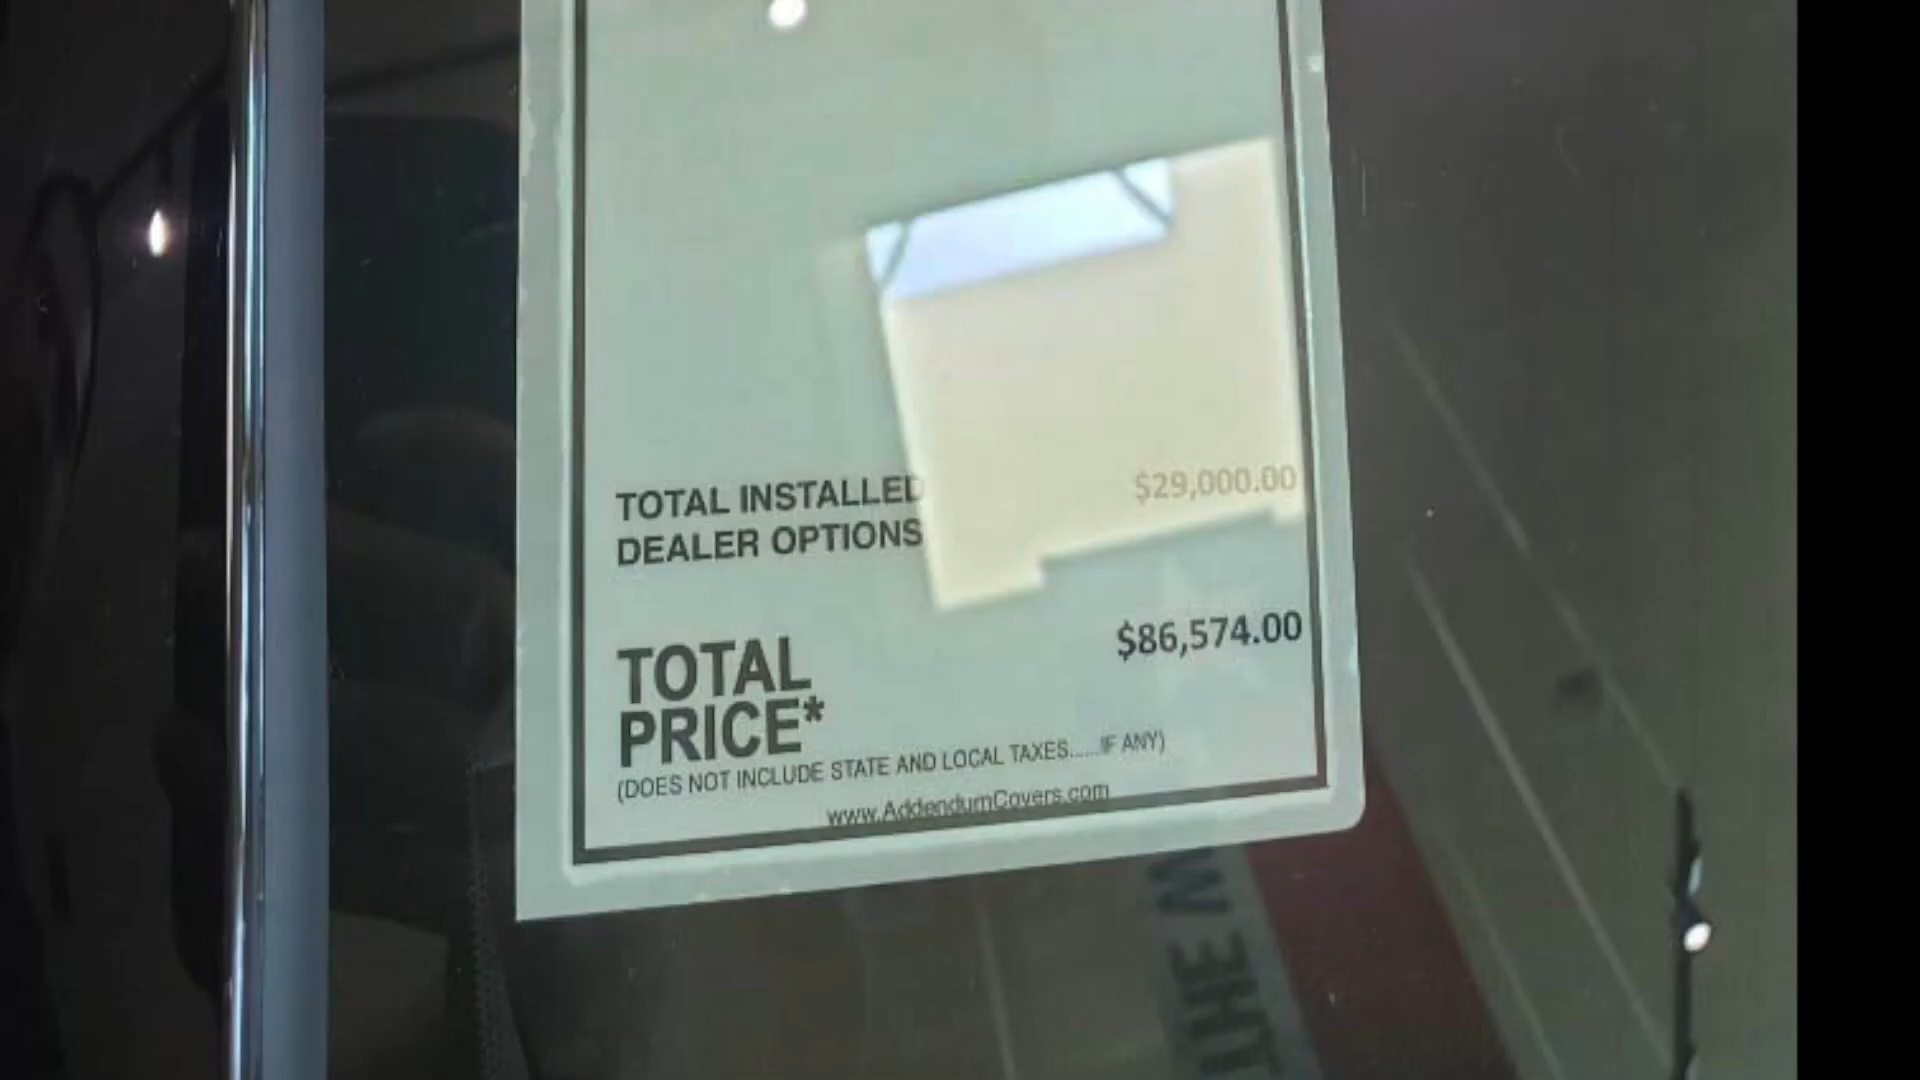 TOTAL INSTALLED $29,000.00
DEALER OPTIONS
TOTAL $86,574.00
PRICE*
(DOES NOT INCLUDE STATE AND LOCAL TAXES......IF ANY)
www.AddendumCovers.com
THE